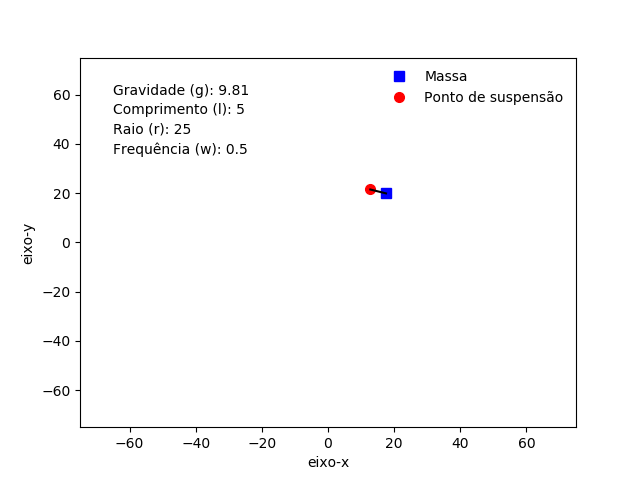 Gravidade (g): 9.81
Comprimento (l): 5
Raio (r): 25
Frequência (w): 0.5
Massa
Ponto de suspensão
60
40
20
0
−20
−40
−60
eixo-y
−60 −40 −20 0 20 40 60
eixo-x